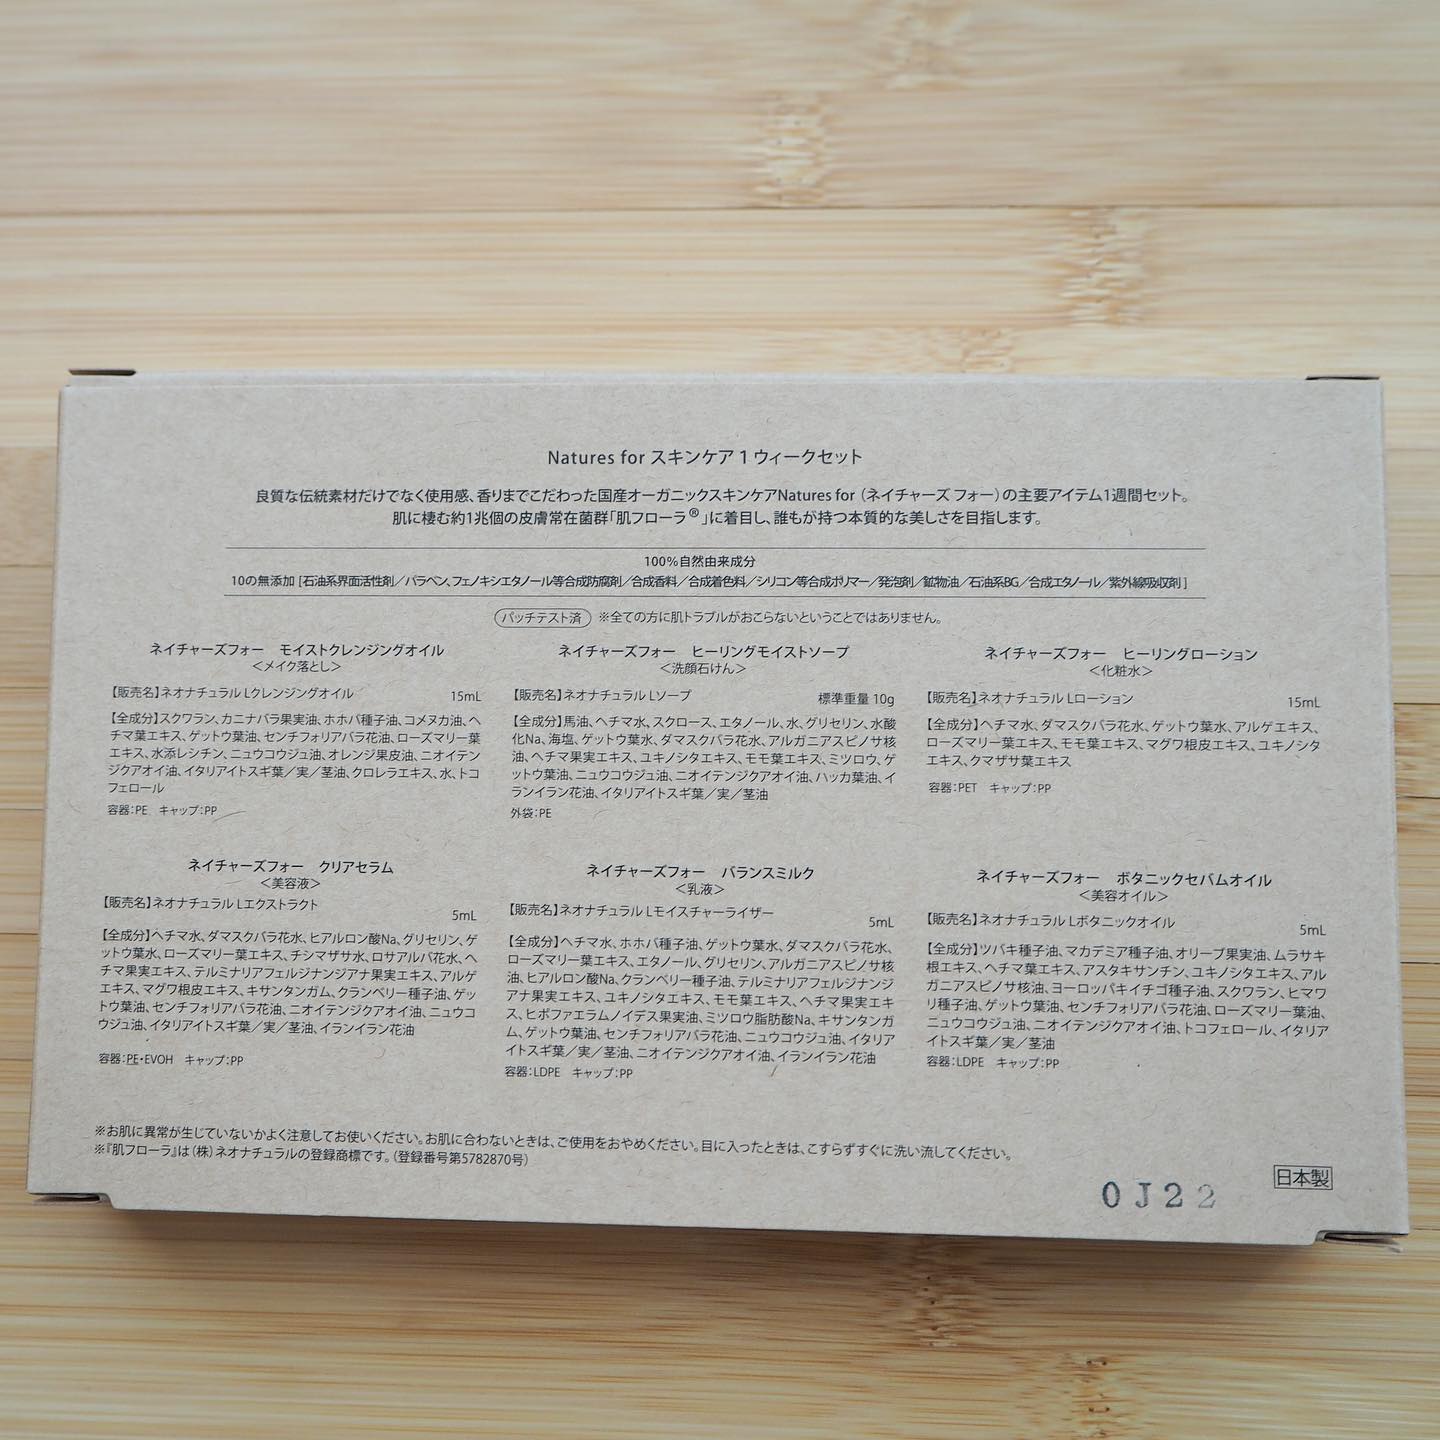 Natures for スキンケア 1 ウィークセット
良質な伝統素材だけでなく使用感、香りまでこだわった国産オーガニックスキンケアNatures for （ネイチャーズ フォー）の主要アイテム1週間セット。
肌に棲む約1兆個の皮膚常在菌群「肌フローラ®」に着目し、誰もが持つ本質的な美しさを目指します。
100%自然由来成分
10の無添加 [石油系界面活性剤／パラベン、フェノキシエタノール等合成防腐剤／合成香料／合成着色料／シリコン等合成ポリマー／発泡剤／鉱物油／石油系BG／合成エタノール／紫外線吸収剤]
パッチテスト済 ※全ての方に肌トラブルがおこらないということではありません。
ネイチャーズフォー　モイストクレンジングオイル
＜メイク落とし＞
【販売名】ネオナチュラル Lクレンジングオイル 15mL
【全成分】スクワラン、カニナバラ果実油、ホホバ種子油、コメヌカ油、ヘ
チマ葉エキス、ゲットウ葉油、センチフォリアバラ花油、ローズマリー葉
エキス、水添レシチン、ニュウコウジュ油、オレンジ果皮油、ニオイテン
ジクアオイ油、イタリアイトスギ葉／実／茎油、クロレラエキス、水、トコ
フェロール
容器：PE　キャップ：PP
ネイチャーズフォー　ヒーリングモイストソープ
＜洗顔石けん＞
【販売名】ネオナチュラル Lソープ 標準重量 10g
【全成分】馬油、ヘチマ水、スクロース、エタノール、水、グリセリン、水酸
化Na、海塩、ゲットウ葉水、ダマスクバラ花水、アルガニアスピノサ核
油、ヘチマ果実エキス、ユキノシタエキス、モモ葉エキス、ミツロウ、ゲ
ットウ葉油、ニュウコウジュ油、ニオイテンジクアオイ油、ハッカ葉油、イ
ランイラン花油、イタリアイトスギ葉／実／茎油
外袋：PE
ネイチャーズフォー　ヒーリングローション
＜化粧水＞
【販売名】ネオナチュラル Lローション 15mL
【全成分】ヘチマ水、ダマスクバラ花水、ゲットウ葉水、アルゲエキス、
ローズマリー葉エキス、モモ葉エキス、マグワ根皮エキス、ユキノシタ
エキス、クマザサ葉エキス
容器：PET　キャップ：PP
ネイチャーズフォー　クリアセラム
＜美容液＞
【販売名】ネオナチュラル Lエクストラクト 5mL
【全成分】ヘチマ水、ダマスクバラ花水、ヒアルロン酸Na、グリセリン、ゲ
ットウ葉水、ローズマリー葉エキス、チシマザサ水、ロサアルバ花水、ヘ
チマ果実エキス、テルミナリアフェルジナンジアナ果実エキス、アルゲ
エキス、マグワ根皮エキス、キサンタンガム、クランベリー種子油、ゲッ
トウ葉油、センチフォリアバラ花油、ニオイテンジクアオイ油、ニュウコ
ウジュ油、イタリアイトスギ葉／実／茎油、イランイラン花油
容器：PE・EVOH　キャップ：PP
ネイチャーズフォー　バランスミルク
＜乳液＞
【販売名】ネオナチュラル Lモイスチャーライザー 5mL
【全成分】ヘチマ水、ホホバ種子油、ゲットウ葉水、ダマスクバラ花水、
ローズマリー葉エキス、エタノール、グリセリン、アルガニアスピノサ核
油、ヒアルロン酸Na、クランベリー種子油、テルミナリアフェルジナンジ
アナ果実エキス、ユキノシタエキス、モモ葉エキス、ヘチマ果実エキ
ス、ヒポファエラムノイデス果実油、ミツロウ脂肪酸Na、キサンタンガ
ム、ゲットウ葉油、センチフォリアバラ花油、ニュウコウジュ油、イタリア
イトスギ葉／実／茎油、ニオイテンジクアオイ油、イランイラン花油
容器：LDPE　キャップ：PP
ネイチャーズフォー　ボタニックセバムオイル
＜美容オイル＞
【販売名】ネオナチュラル Lボタニックオイル 5mL
【全成分】ツバキ種子油、マカデミア種子油、オリーブ果実油、ムラサキ
根エキス、ヘチマ葉エキス、アスタキサンチン、ユキノシタエキス、アル
ガニアスピノサ核油、ヨーロッパキイチゴ種子油、スクワラン、ヒマワ
リ種子油、ゲットウ葉油、センチフォリアバラ花油、ローズマリー葉油、
ニュウコウジュ油、ニオイテンジクアオイ油、トコフェロール、イタリア
イトスギ葉／実／茎油
容器：LDPE　キャップ：PP
※お肌に異常が生じていないかよく注意してお使いください。お肌に合わないときは、ご使用をおやめください。目に入ったときは、こすらずすぐに洗い流してください。
※『肌フローラ』は（株）ネオナチュラルの登録商標です。（登録番号第5782870号）
日本製
0J22